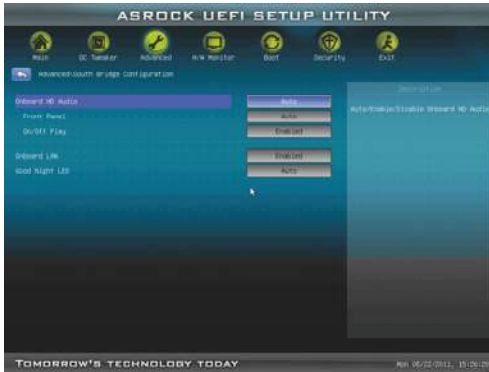 ASROCK UEFI SETUP UTILITY
Main OC Tweaker Advanced H/W Monitor Boot Security Exit
Advanced\South Bridge Configuration
Description
Onboard HD Audio Auto
Auto/Enable/Disable Onboard HD Audio
Front Panel Auto
On/Off Play Enabled
Onboard LAN Enabled
Good Night LED Auto
TOMORROW'S TECHNOLOGY TODAY
Mon